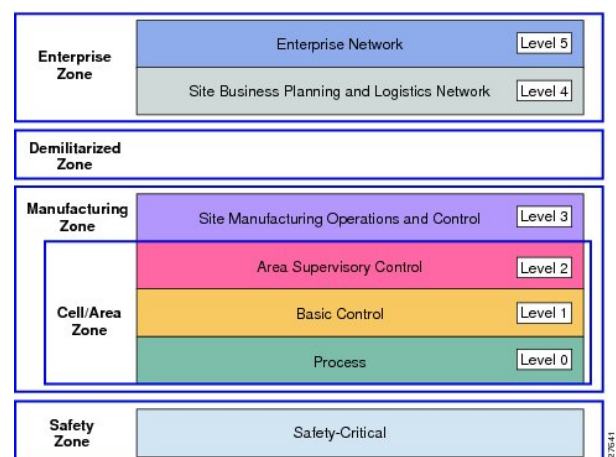 Enterprise
Zone
Enterprise Network
Level 5
Site Business Planning and Logistics Network
Level 4
Demilitarized
Zone
Manufacturing
Zone
Site Manufacturing Operations and Control
Level 3
Cell/Area
Zone
Area Supervisory Control
Level 2
Basic Control
Level 1
Process
Level 0
Safety
Zone
Safety-Critical
27641